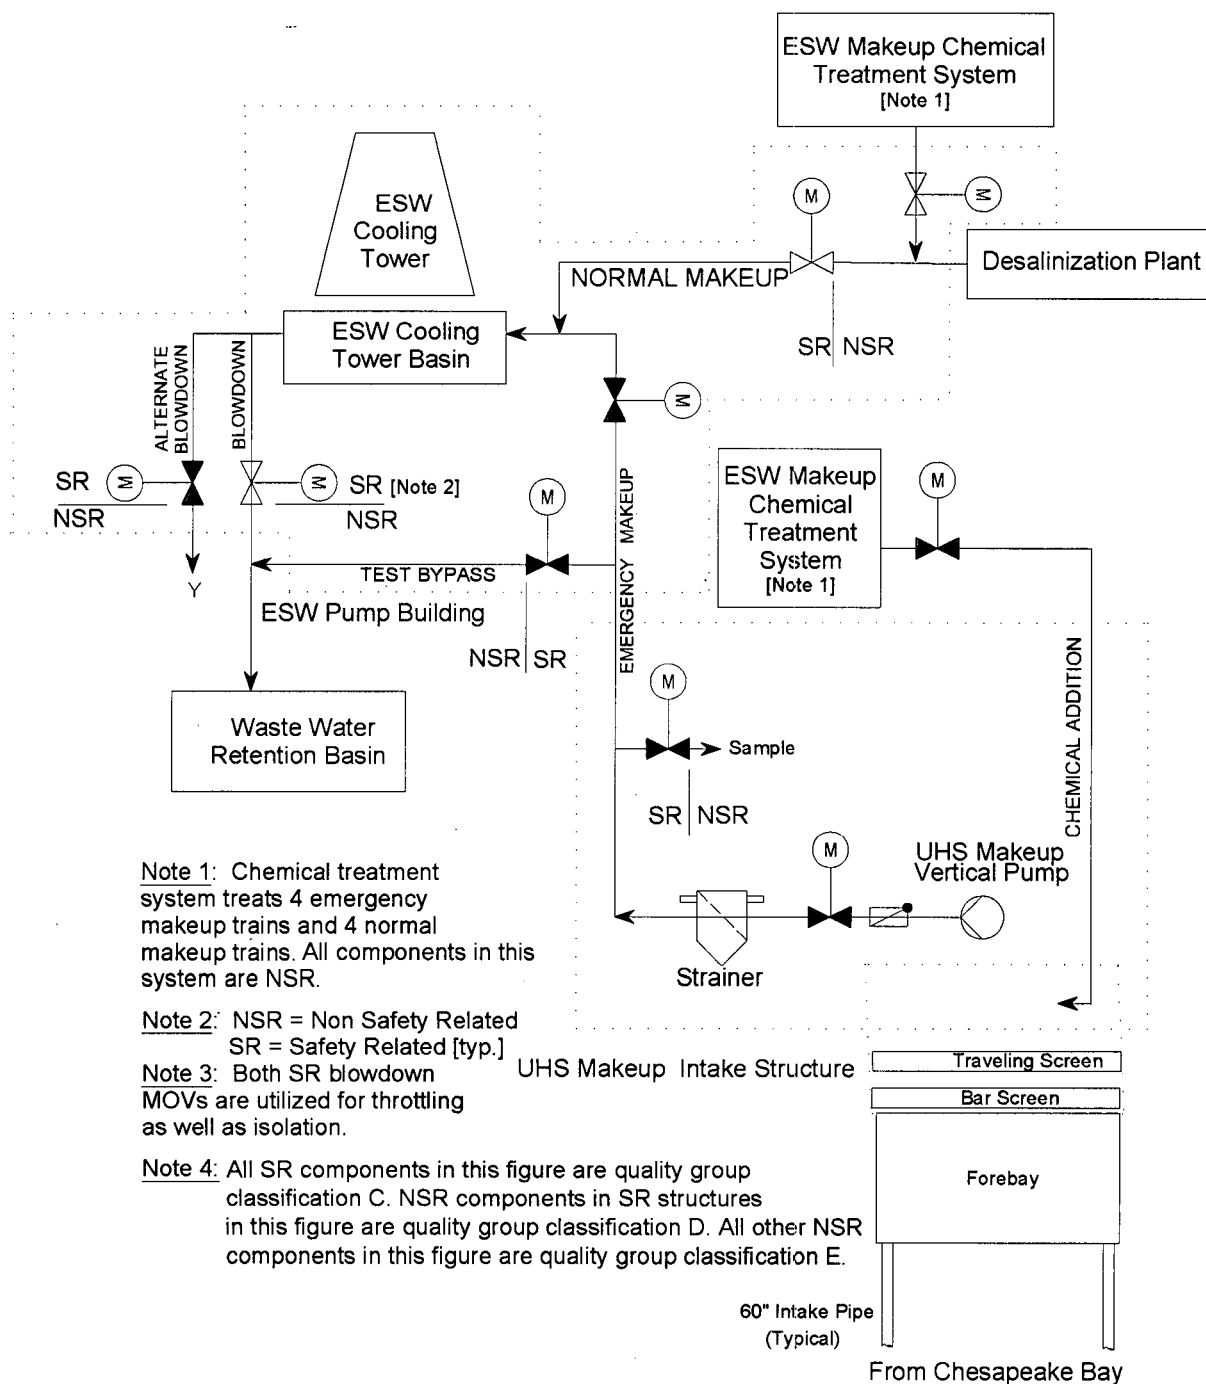 ESW Makeup Chemical
Treatment System
[Note 1]
M
M
ESW
Cooling
Tower
Desalinization Plant
NORMAL MAKEUP
SR NSR
ESW Cooling
Tower Basin
M
ALTERNATE
BLOWDOWN
BLOWDOWN
SR M
NSR
M SR [Note 2]
NSR
M
ESW Makeup
Chemical
Treatment
System
[Note 1]
M
EMERGENCY MAKEUP
TEST BYPASS
Y
ESW Pump Building
NSR SR
M
Waste Water
Retention Basin
Sample
SR NSR
CHEMICAL ADDITION
M
UHS Makeup
Vertical Pump
Strainer
Note 1: Chemical treatment
system treats 4 emergency
makeup trains and 4 normal
makeup trains. All components in this
system are NSR.
Note 2: NSR = Non Safety Related
SR = Safety Related [typ.]
Note 3: Both SR blowdown
MOVs are utilized for throttling
as well as isolation.
Note 4: All SR components in this figure are quality group
classification C. NSR components in SR structures
in this figure are quality group classification D. All other NSR
components in this figure are quality group classification E.
UHS Makeup Intake Structure
Traveling Screen
Bar Screen
Forebay
60" Intake Pipe
(Typical)
From Chesapeake Bay